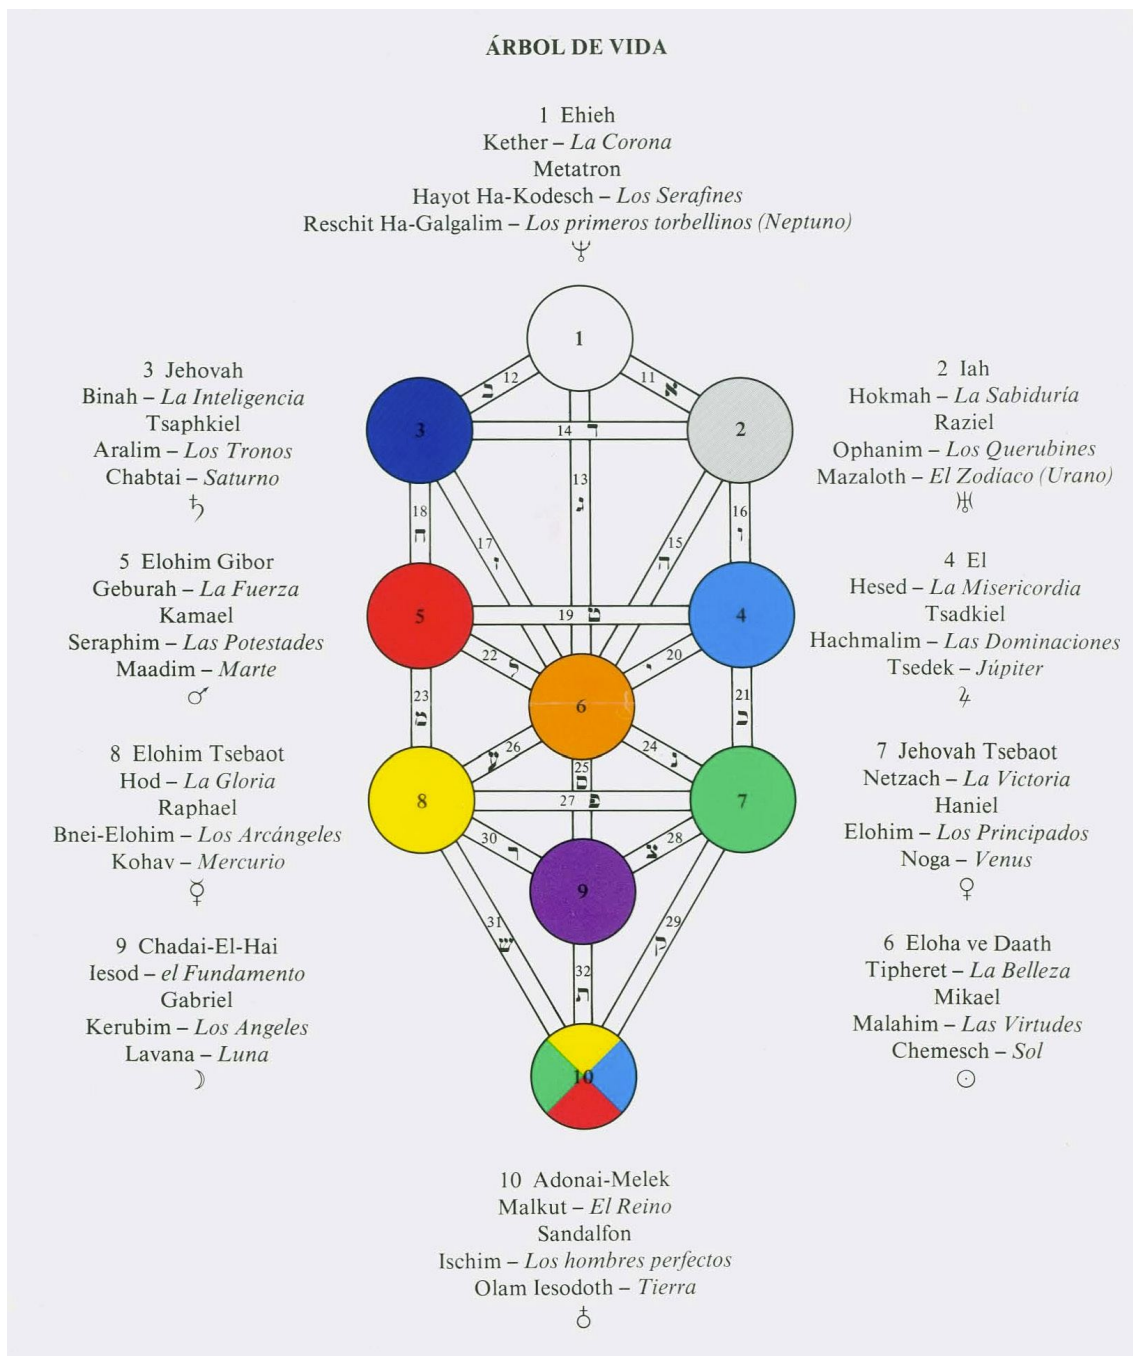 ÁRBOL DE VIDA
1 Ehieh
Kether – La Corona
Metatron
Hayot Ha-Kodesch – Los Serafines
Reschit Ha-Galgalim – Los primeros torbellinos (Neptuno)
♆
3 Jehovah
Binah – La Inteligencia
Tsaphkiel
Aralim – Los Tronos
Chabtai – Saturno
♄
2 Iah
Hokmah – La Sabiduría
Raziel
Ophanim – Los Querubines
Mazaloth – El Zodíaco (Urano)
♅
5 Elohim Gibor
Geburah – La Fuerza
Kamael
Seraphim – Las Potestades
Maadim – Marte
♂
4 El
Hesed – La Misericordia
Tsadkiel
Hachmalim – Las Dominaciones
Tsedek – Júpiter
♃
8 Elohim Tsebaot
Hod – La Gloria
Raphael
Bnei-Elohim – Los Arcángeles
Kohav – Mercurio
☿
7 Jehovah Tsebaot
Netzach – La Victoria
Haniel
Elohim – Los Principados
Noga – Venus
♀
9 Chadai-El-Hai
Iesod – el Fundamento
Gabriel
Kerubim – Los Angeles
Lavana – Luna
☽
6 Eloha ve Daath
Tipheret – La Belleza
Mikael
Malahim – Las Virtudes
Chemesch – Sol
☉
1
12
11 א
3
2
14 ד
13
ג
18
ח
17
ו
15
ה
16
5
19
4
22 ל
20 י
6
23
21
ט
26 ע
24 נ
25
ס
8
27 פ
7
30 ר
28 צ
9
31
ש
29
ק
32
ת
10
10 Adonai-Melek
Malkut – El Reino
Sandalfon
Ischim – Los hombres perfectos
Olam Iesodoth – Tierra
♁